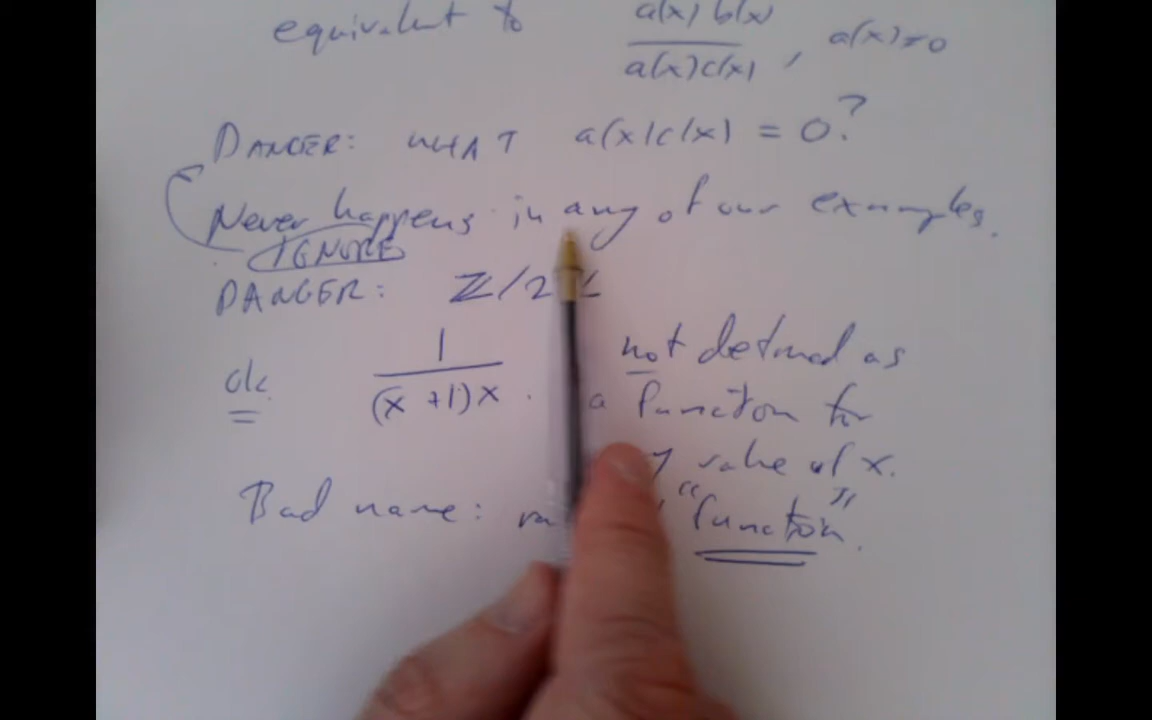 equivalent to a(x) b(x) / a(x) c(x) , a(x) ≠ 0
DANGER: WHAT a(x) c(x) = 0?
Never happens in any of our examples.
IGNORE
DANGER: Z/2
ok 1 / (x+1)x . not defined as
a function for
value of x.
Bad name: "function".